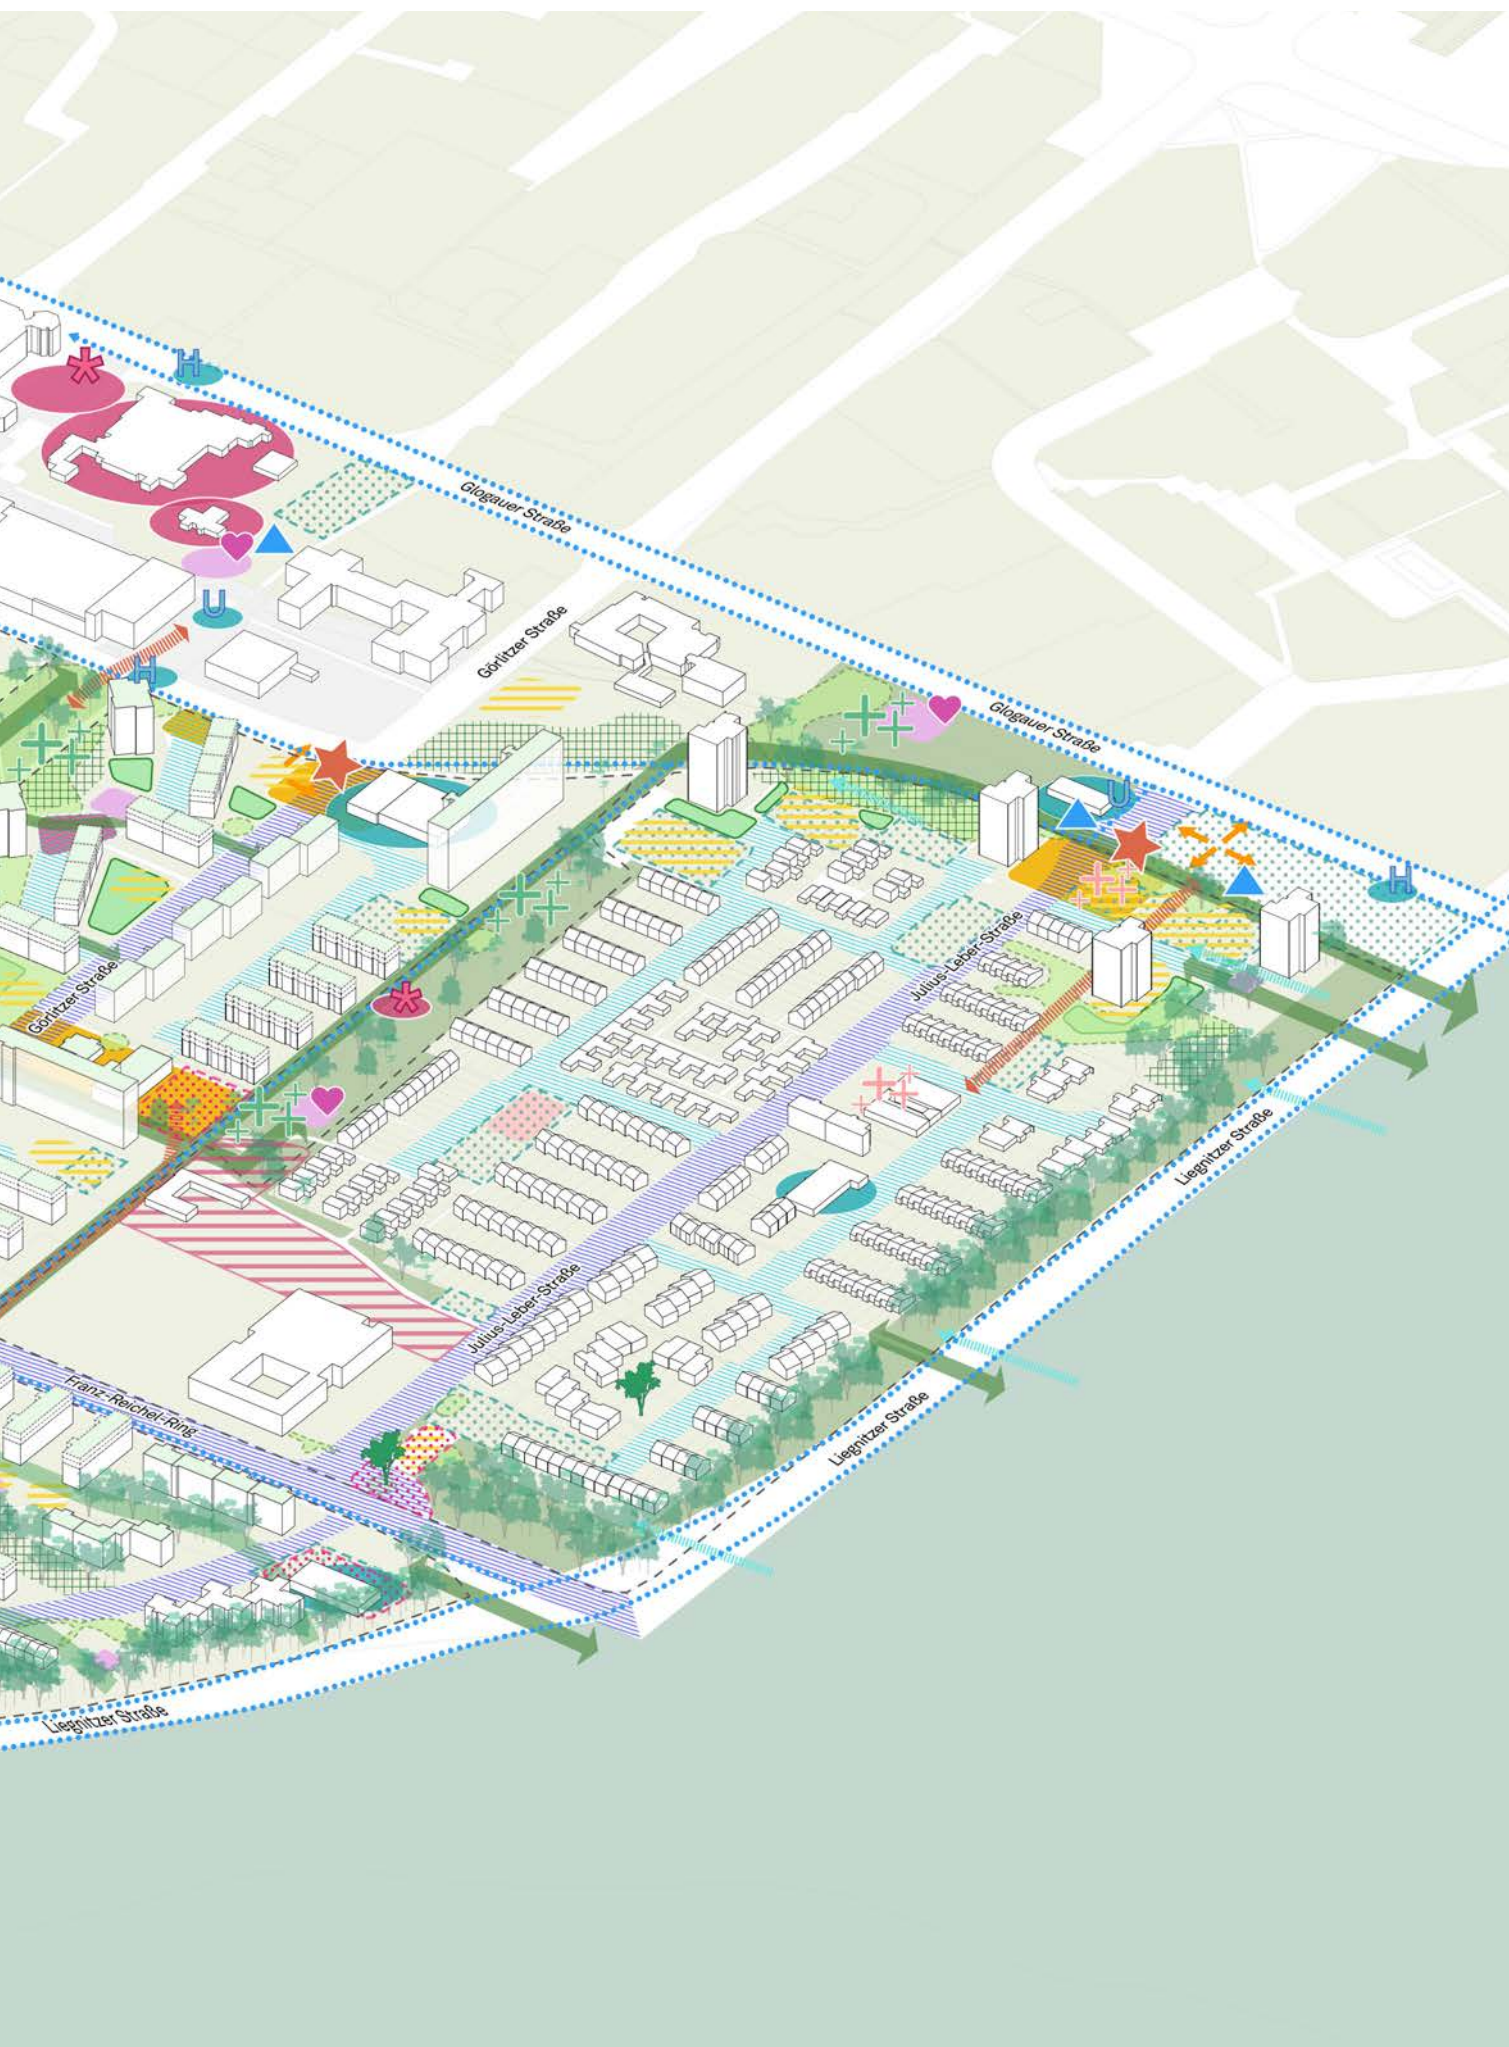 H
Glogauer Straße
U
Görlitzer Straße
H
Glogauer Straße
U
H
Julius-Leber-Straße
Görlitzer Straße
Liegnitzer Straße
Julius-Leber-Straße
Franz-Reichel-Ring
Liegnitzer Straße
Liegnitzer Straße